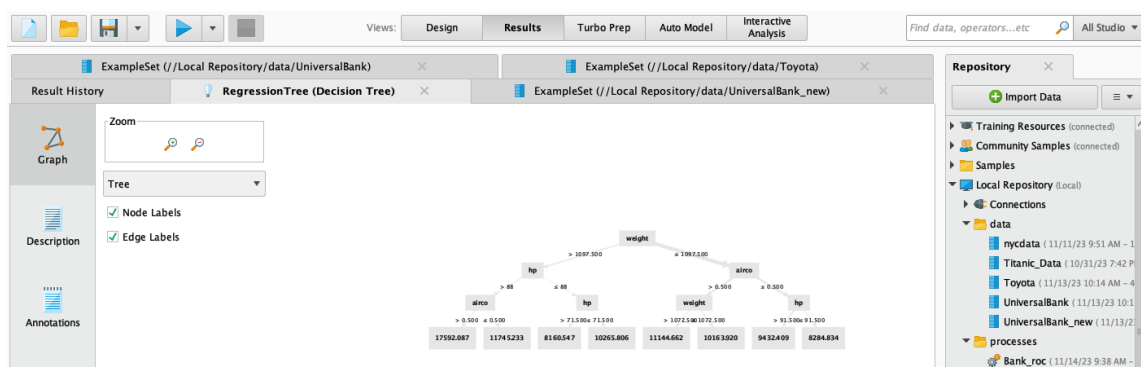 Views: Design Results Turbo Prep Auto Model Interactive Analysis Find data, operators...etc All Studio
ExampleSet (//Local Repository/data/UniversalBank) ExampleSet (//Local Repository/data/Toyota) Repository
Result History RegressionTree (Decision Tree) ExampleSet (//Local Repository/data/UniversalBank_new)
Import Data
Zoom
Graph
Tree
Node Labels
Edge Labels
Description
Annotations
weight
> 1097.500 ≤ 1097.500
hp airco
> 88 ≤ 88 > 0.500 ≤ 0.500
airco hp weight hp
> 0.500 ≤ 0.500 > 71.500 ≤ 71.500 > 1072.500 ≤ 1072.500 > 91.500 ≤ 91.500
17592.087 11745.233 8160.547 10265.806 11144.662 10163.920 9432.409 8284.834
Training Resources (connected)
Community Samples (connected)
Samples
Local Repository (Local)
Connections
data
nycdata (11/11/23 9:51 AM – 1
Titanic_Data (10/31/23 7:42 P
Toyota (11/13/23 10:14 AM – 4
UniversalBank (11/13/23 10:1
UniversalBank_new (11/13/2
processes
Bank_roc (11/14/23 9:38 AM –